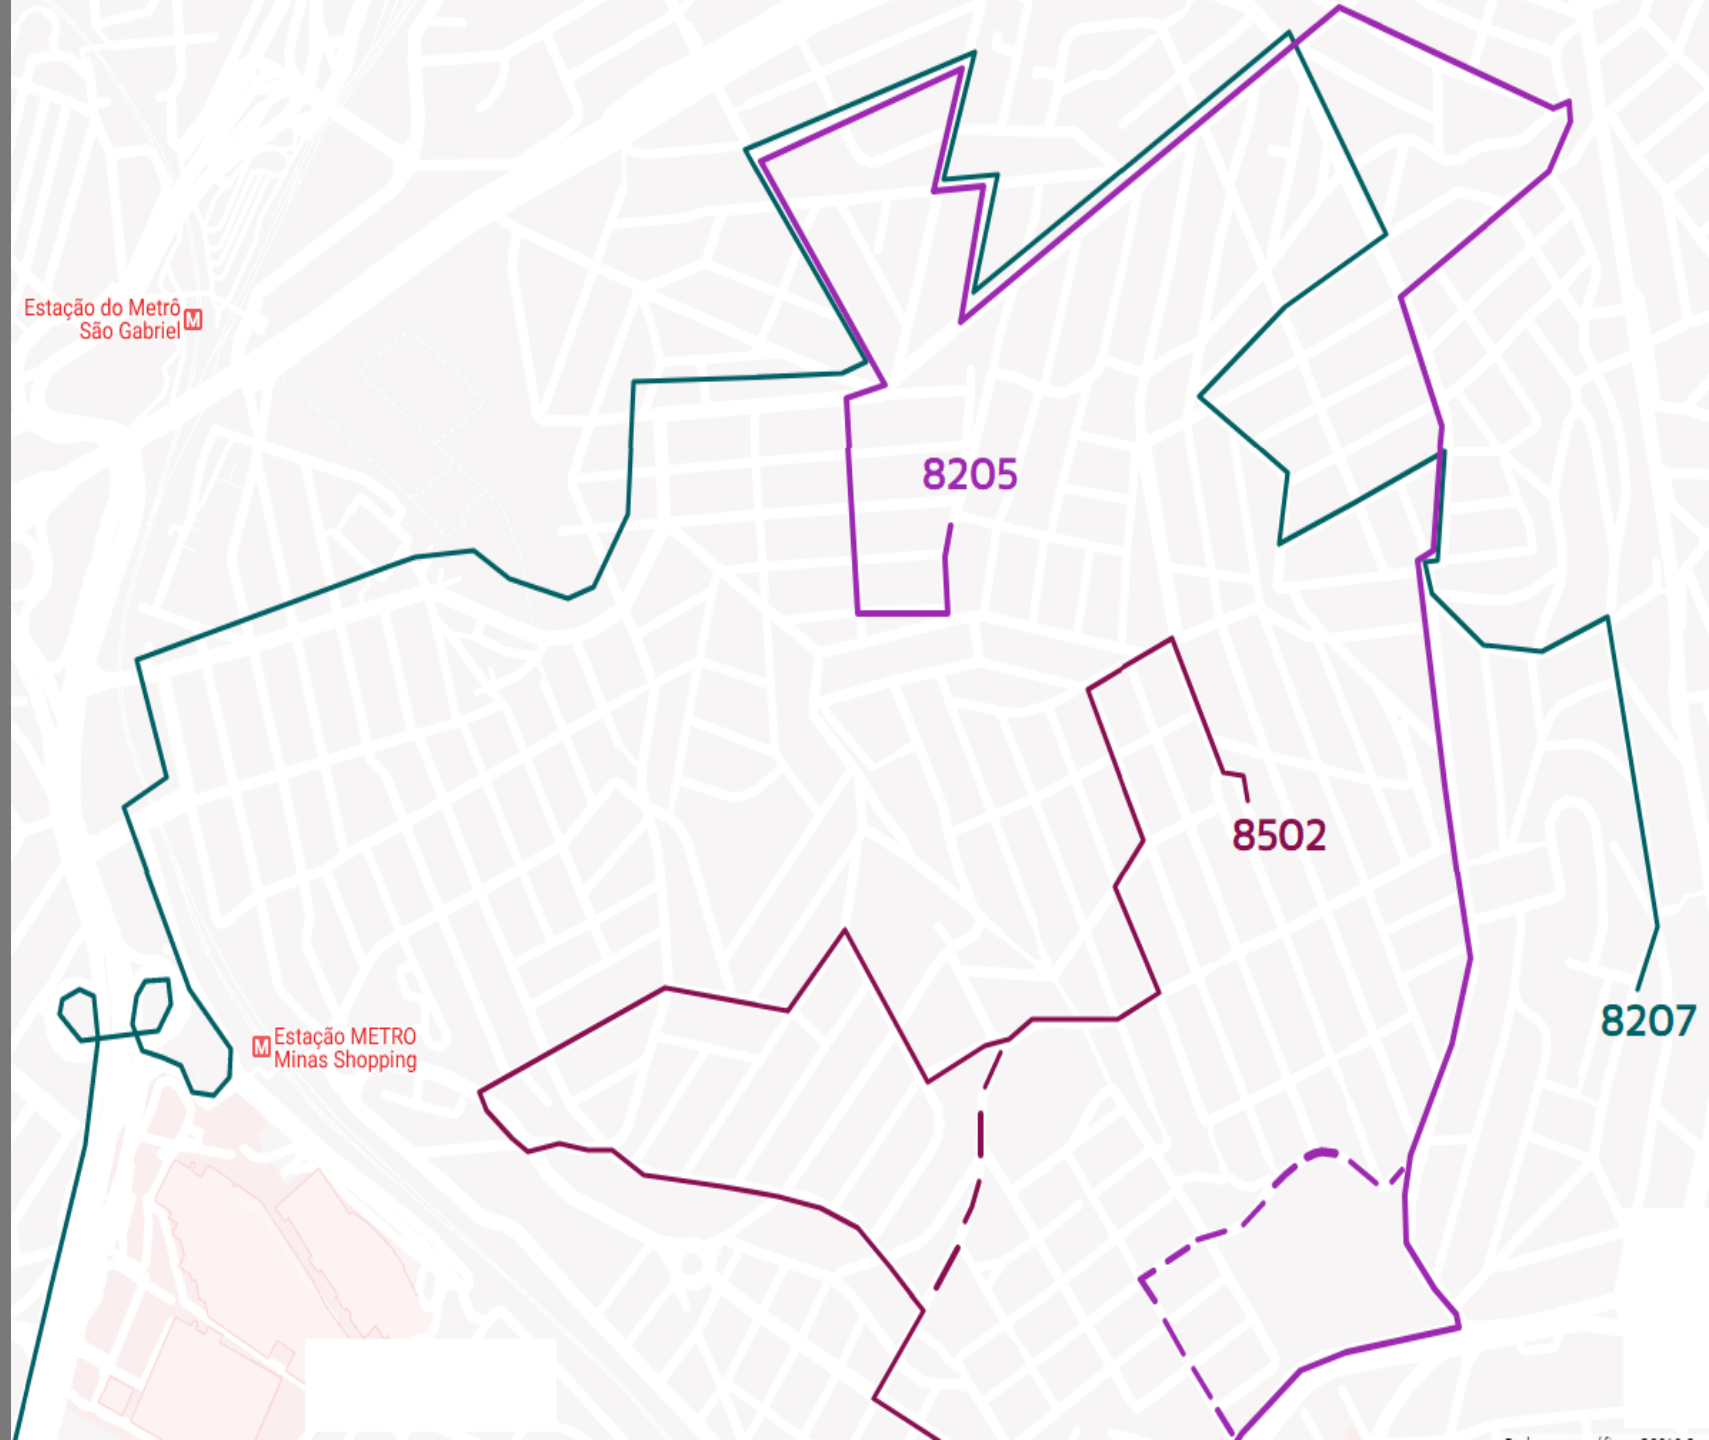 Estação do Metrô
São Gabriel
M
8205
8502
8207
M
Estação METRO
Minas Shopping